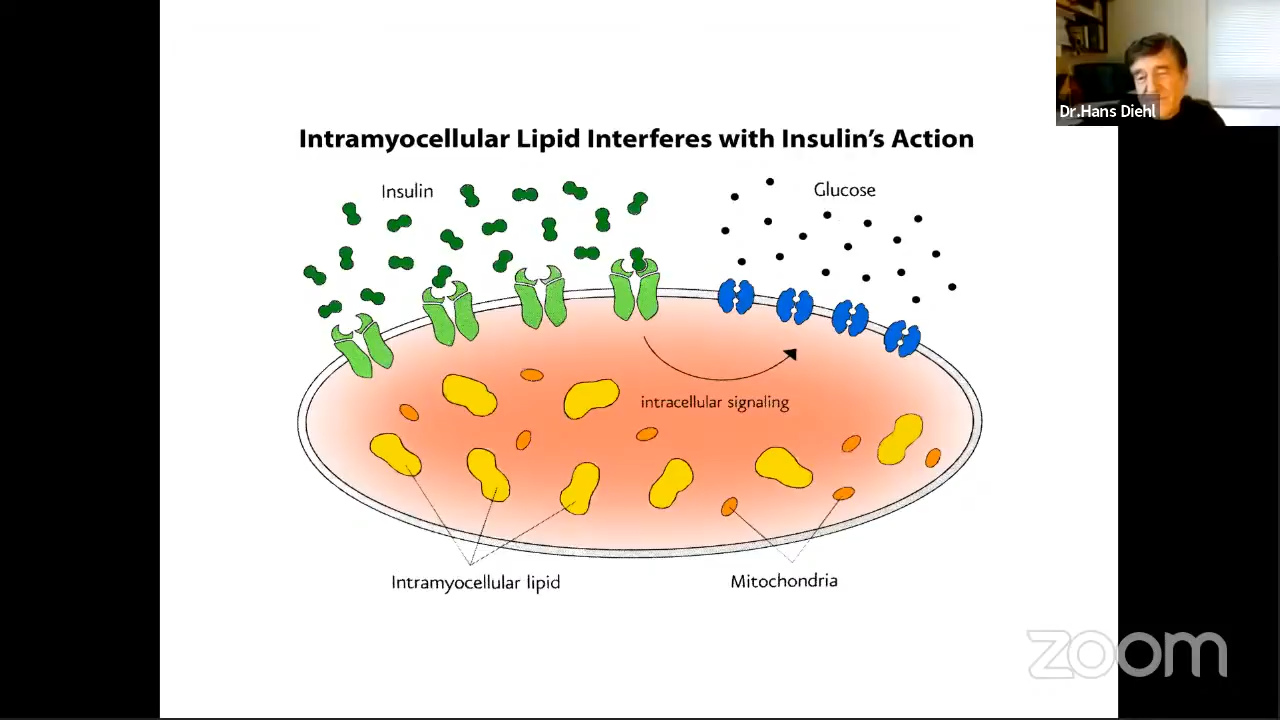 Dr.Hans Diehl
Intramyocellular Lipid Interferes with Insulin's Action
Insulin
Glucose
intracellular signaling
Intramyocellular lipid
Mitochondria
zoom